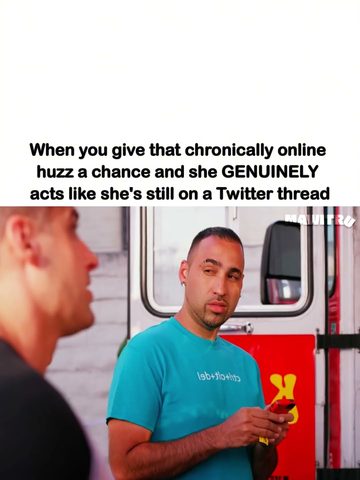 When you give that chronically online
huzz a chance and she GENUINELY
acts like she's still on a Twitter thread
MAIVITRU
ctrl+alt+del